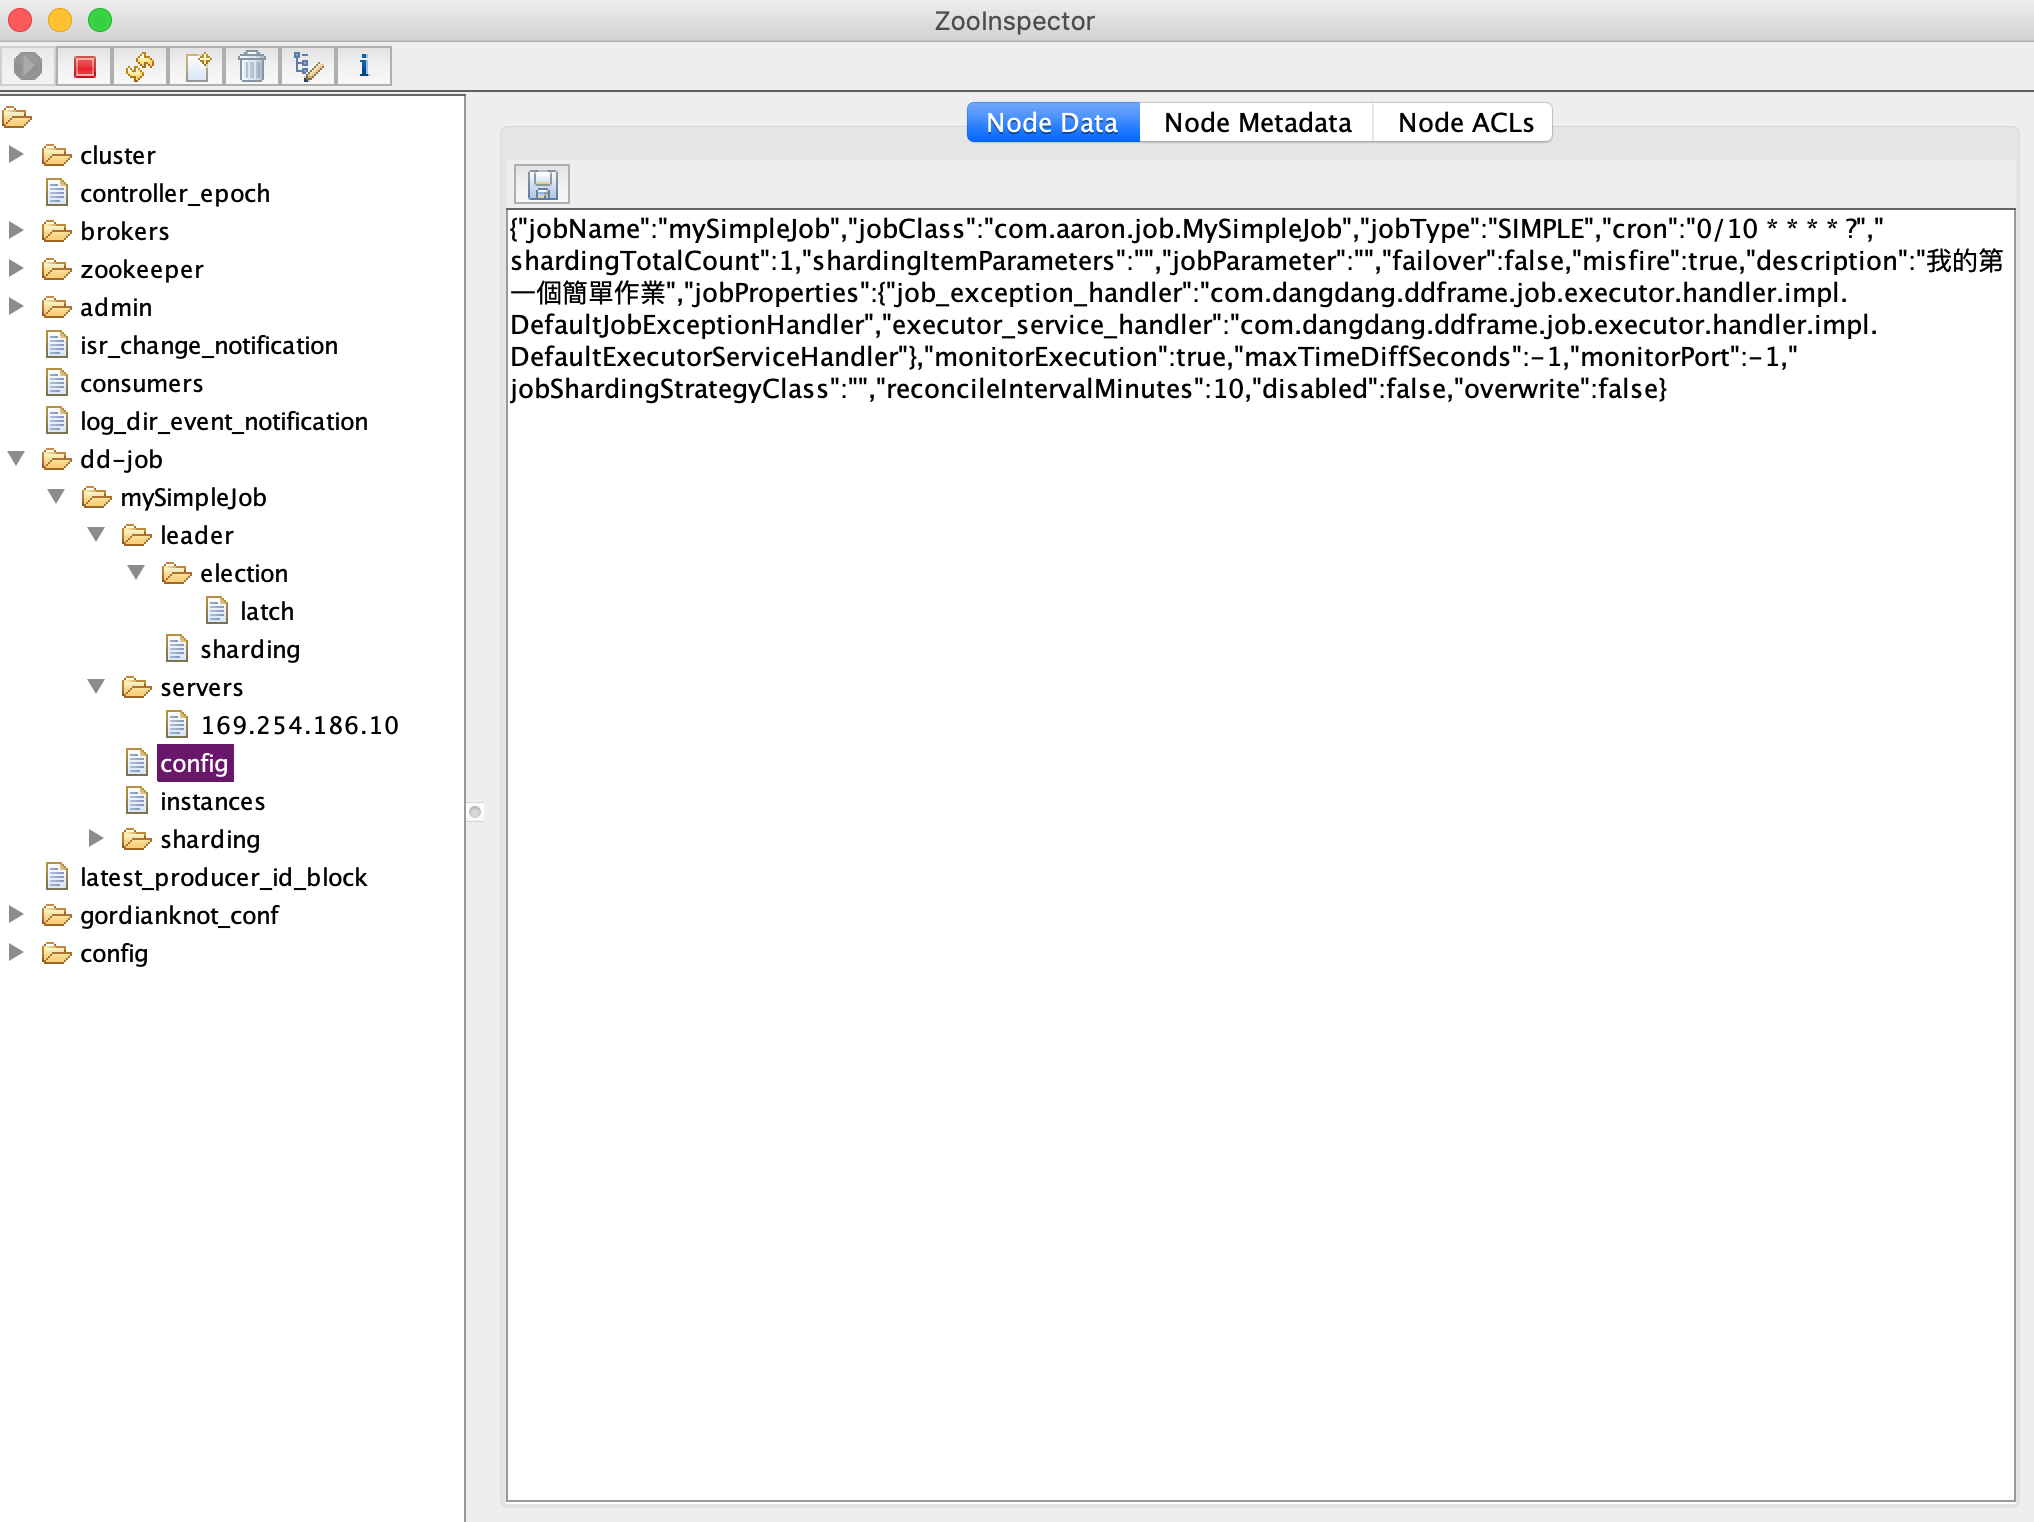 ZooInspector
cluster
controller_epoch
brokers
zookeeper
admin
isr_change_notification
consumers
log_dir_event_notification
dd-job
mySimpleJob
leader
election
latch
sharding
servers
169.254.186.10
config
instances
sharding
latest_producer_id_block
gordianknot_conf
config
Node Data
Node Metadata
Node ACLs
{"jobName":"mySimpleJob","jobClass":"com.aaron.job.MySimpleJob","jobType":"SIMPLE","cron":"0/10 * * * * ?","
shardingTotalCount":1,"shardingItemParameters":"","jobParameter":"","failover":false,"misfire":true,"description":"我的第
一個簡單作業","jobProperties":{"job_exception_handler":"com.dangdang.ddframe.job.executor.handler.impl.
DefaultJobExceptionHandler","executor_service_handler":"com.dangdang.ddframe.job.executor.handler.impl.
DefaultExecutorServiceHandler"},"monitorExecution":true,"maxTimeDiffSeconds":-1,"monitorPort":-1,"
jobShardingStrategyClass":"","reconcileIntervalMinutes":10,"disabled":false,"overwrite":false}